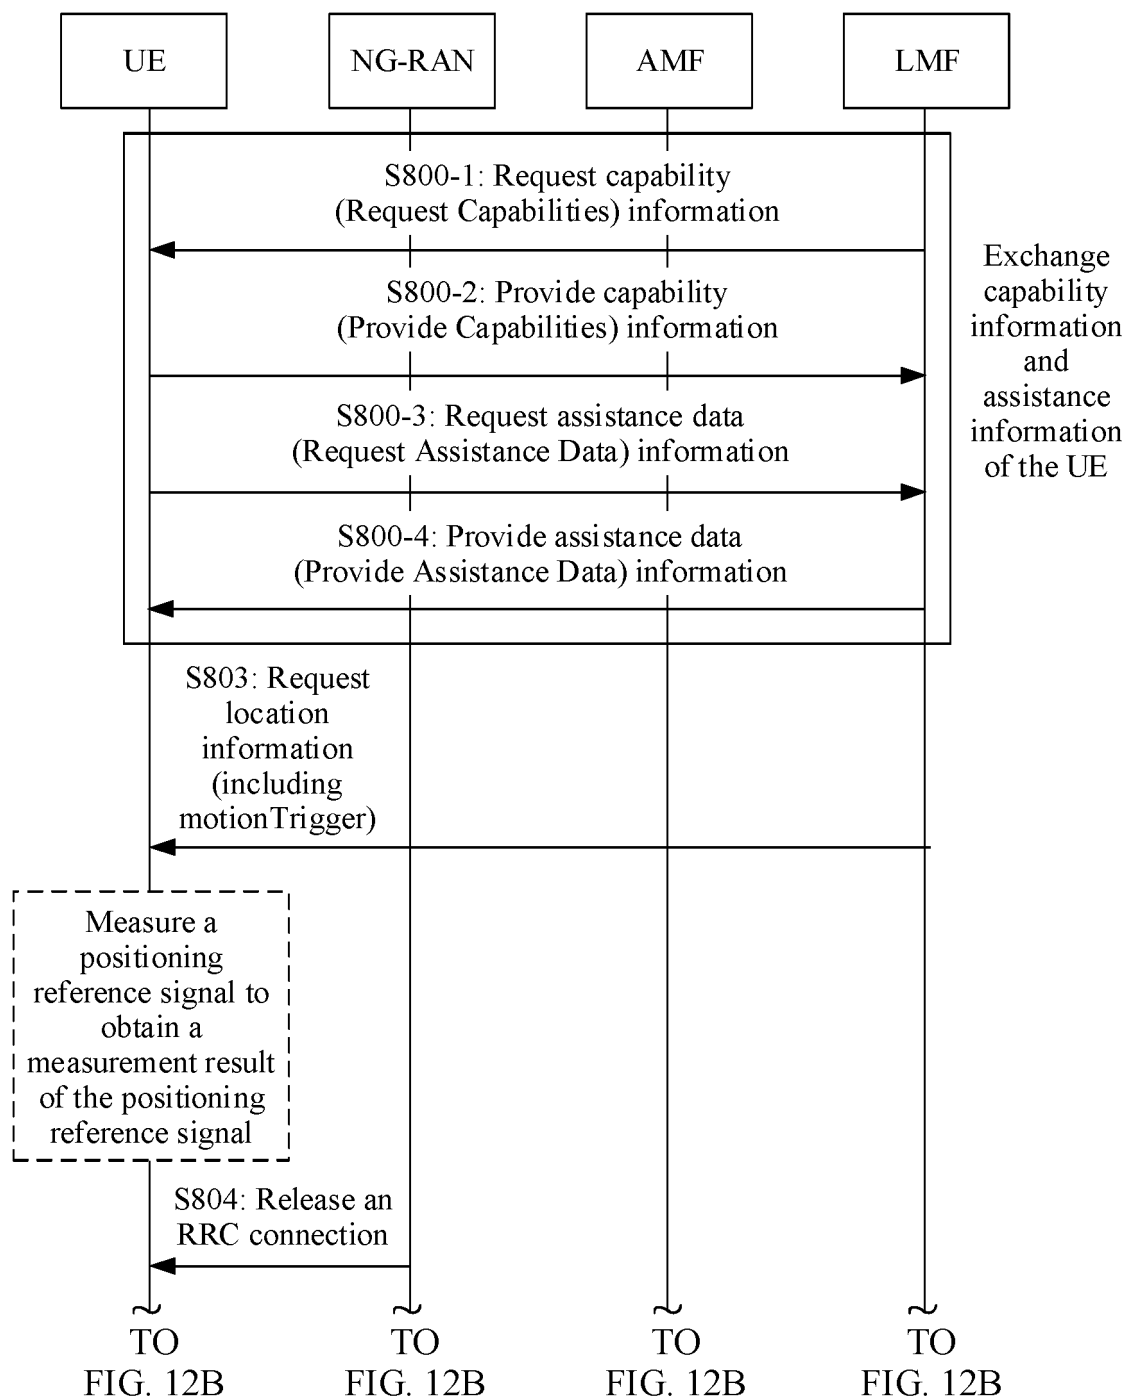 UE
NG-RAN
AMF
LMF
S800-1: Request capability
(Request Capabilities) information
S800-2: Provide capability
(Provide Capabilities) information
S800-3: Request assistance data
(Request Assistance Data) information
S800-4: Provide assistance data
(Provide Assistance Data) information
Exchange
capability
information
and
assistance
information
of the UE
S803: Request
location
information
(including
motionTrigger)
Measure a
positioning
reference signal to
obtain a
measurement result
of the positioning
reference signal
S804: Release an
RRC connection
TO
FIG. 12B
TO
FIG. 12B
TO
FIG. 12B
TO
FIG. 12B